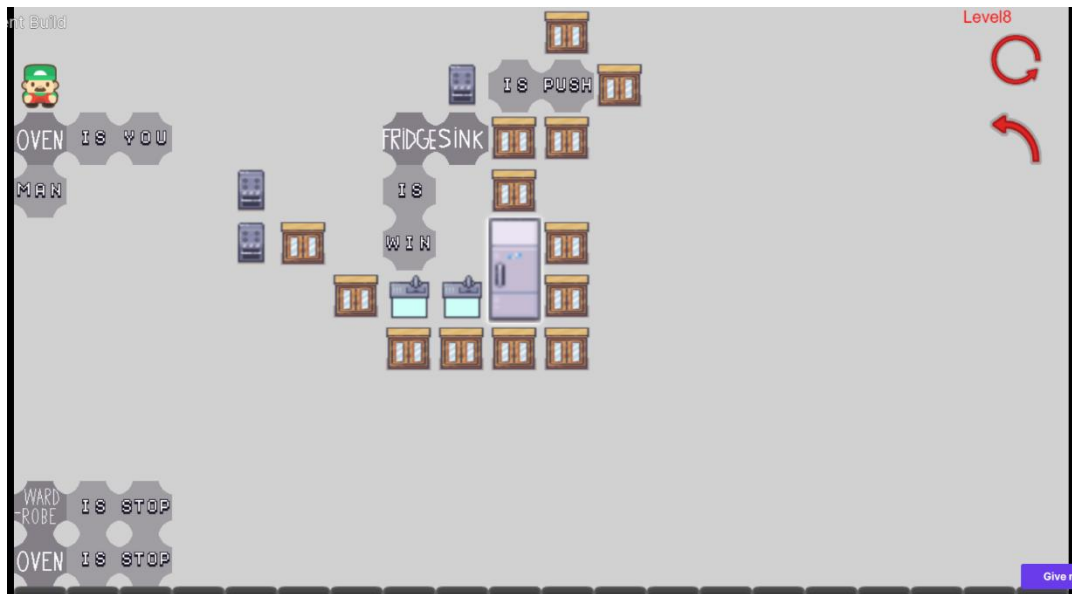 nt Build
Level8
IS PUSH
OVEN IS YOU
FRIDGE SINK
MAN
IS
WIN
WARD
-ROBE
IS STOP
OVEN IS STOP
Give